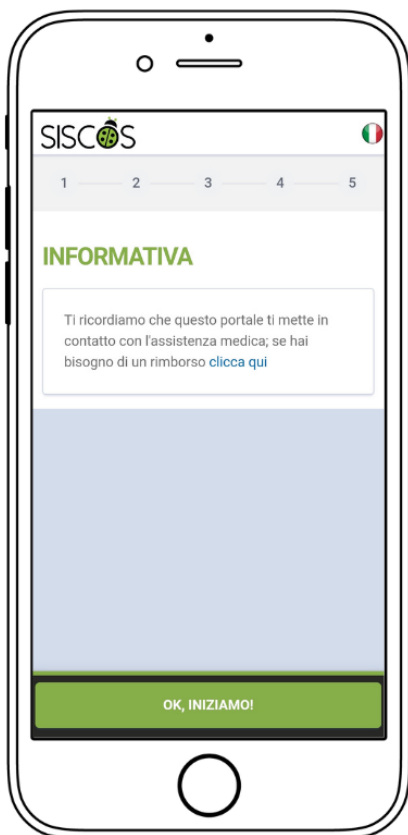 SISCOS
1 2 3 4 5
INFORMATIVA
Ti ricordiamo che questo portale ti mette in
contatto con l'assistenza medica; se hai
bisogno di un rimborso clicca qui
OK, INIZIAMO!